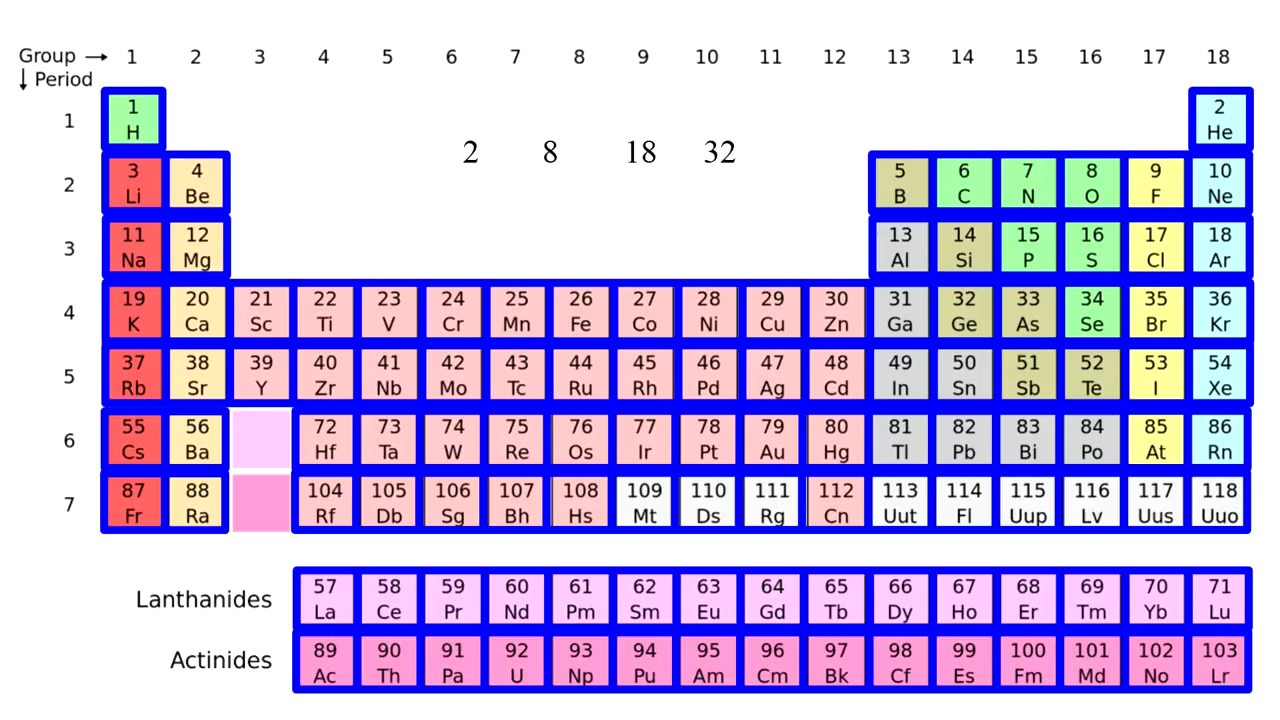 Group → 1 2 3 4 5 6 7 8 9 10 11 12 13 14 15 16 17 18
↓ Period
1 1 2
H He
2 8 18 32
2 3 4 5 6 7 8 9 10
Li Be B C N O F Ne
3 11 12 13 14 15 16 17 18
Na Mg Al Si P S Cl Ar
4 19 20 21 22 23 24 25 26 27 28 29 30 31 32 33 34 35 36
K Ca Sc Ti V Cr Mn Fe Co Ni Cu Zn Ga Ge As Se Br Kr
5 37 38 39 40 41 42 43 44 45 46 47 48 49 50 51 52 53 54
Rb Sr Y Zr Nb Mo Tc Ru Rh Pd Ag Cd In Sn Sb Te I Xe
6 55 56 72 73 74 75 76 77 78 79 80 81 82 83 84 85 86
Cs Ba Hf Ta W Re Os Ir Pt Au Hg Tl Pb Bi Po At Rn
7 87 88 104 105 106 107 108 109 110 111 112 113 114 115 116 117 118
Fr Ra Rf Db Sg Bh Hs Mt Ds Rg Cn Uut Fl Uup Lv Uus Uuo
Lanthanides 57 58 59 60 61 62 63 64 65 66 67 68 69 70 71
La Ce Pr Nd Pm Sm Eu Gd Tb Dy Ho Er Tm Yb Lu
Actinides 89 90 91 92 93 94 95 96 97 98 99 100 101 102 103
Ac Th Pa U Np Pu Am Cm Bk Cf Es Fm Md No Lr